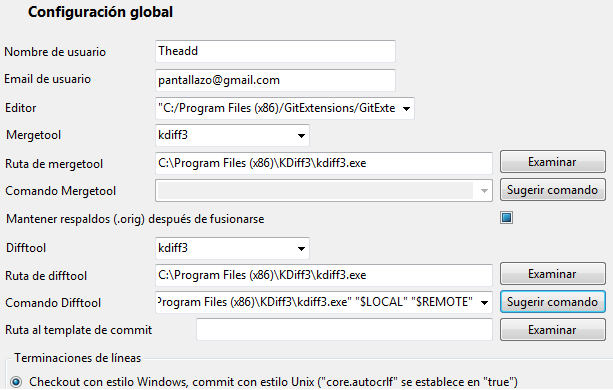 Configuración global
Nombre de usuario Theadd
Email de usuario pantallazo@gmail.com
Editor "C:/Program Files (x86)/GitExtensions/GitExte
Mergetool kdiff3
Ruta de mergetool C:\Program Files (x86)\KDiff3\kdiff3.exe Examinar
Comando Mergetool Sugerir comando
Mantener respaldos (.orig) después de fusionarse
Difftool kdiff3
Ruta de difftool C:\Program Files (x86)\KDiff3\kdiff3.exe Examinar
Comando Difftool Program Files (x86)\KDiff3\kdiff3.exe" "$LOCAL" "$REMOTE" Sugerir comando
Ruta al template de commit Examinar
Terminaciones de líneas
Checkout con estilo Windows, commit con estilo Unix ("core.autocrlf" se establece en "true")